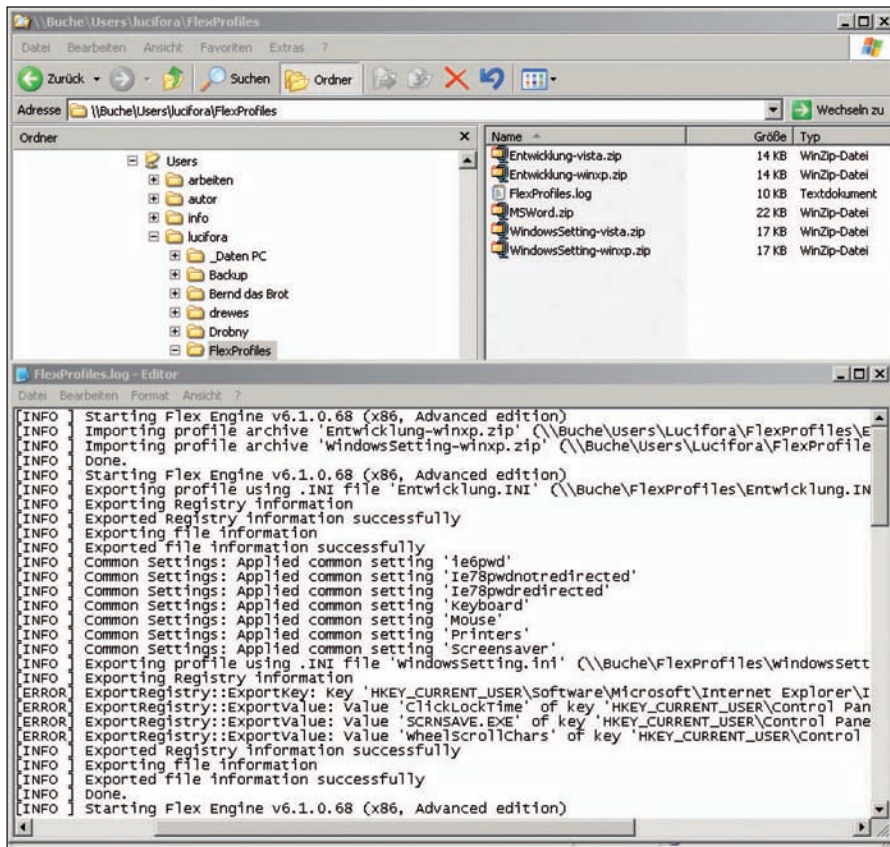 \\Buche\Users\lucifora\FlexProfiles
Datei Bearbeiten Ansicht Favoriten Extras ?
Zurück Suchen Ordner
Adresse \\Buche\Users\lucifora\FlexProfiles Wechseln zu
Ordner
Users
arbeiten
autor
info
lucifora
_Daten PC
Backup
Bernd das Brot
drewes
Drobny
FlexProfiles
Name Größe Typ
Entwicklung-vista.zip 14 KB WinZip-Datei
Entwicklung-winxp.zip 14 KB WinZip-Datei
FlexProfiles.log 10 KB Textdokument
MSWord.zip 22 KB WinZip-Datei
WindowsSetting-vista.zip 17 KB WinZip-Datei
WindowsSetting-winxp.zip 17 KB WinZip-Datei
FlexProfiles.log - Editor
Datei Bearbeiten Format Ansicht ?
[INFO ] Starting Flex Engine v6.1.0.68 (x86, Advanced edition)
[INFO ] Importing profile archive 'Entwicklung-winxp.zip' (\\Buche\Users\Lucifora\FlexProfiles\E
[INFO ] Importing profile archive 'WindowsSetting-winxp.zip' (\\Buche\Users\Lucifora\FlexProfile
[INFO ] Done.
[INFO ] Starting Flex Engine v6.1.0.68 (x86, Advanced edition)
[INFO ] Exporting profile using .INI file 'Entwicklung.INI' (\\Buche\FlexProfiles\Entwicklung.IN
[INFO ] Exporting Registry information
[INFO ] Exported Registry information successfully
[INFO ] Exporting file information
[INFO ] Exported file information successfully
[INFO ] Common Settings: Applied common setting 'ie6pwd'
[INFO ] Common Settings: Applied common setting 'Ie78pwdnotredirected'
[INFO ] Common Settings: Applied common setting 'Ie78pwdredirected'
[INFO ] Common Settings: Applied common setting 'Keyboard'
[INFO ] Common Settings: Applied common setting 'Mouse'
[INFO ] Common Settings: Applied common setting 'Printers'
[INFO ] Common Settings: Applied common setting 'Screensaver'
[INFO ] Exporting profile using .INI file 'WindowsSetting.ini' (\\Buche\FlexProfiles\WindowsSett
[INFO ] Exporting Registry information
[ERROR] ExportRegistry::ExportKey: Key 'HKEY_CURRENT_USER\Software\Microsoft\Internet Explorer\I
[ERROR] ExportRegistry::ExportValue: Value 'ClickLockTime' of key 'HKEY_CURRENT_USER\Control Pan
[ERROR] ExportRegistry::ExportValue: Value 'SCRNSAVE.EXE' of key 'HKEY_CURRENT_USER\Control Pane
[ERROR] ExportRegistry::ExportValue: Value 'WheelScrollChars' of key 'HKEY_CURRENT_USER\Control
[INFO ] Exported Registry information successfully
[INFO ] Exporting file information
[INFO ] Exported file information successfully
[INFO ] Done.
[INFO ] Starting Flex Engine v6.1.0.68 (x86, Advanced edition)